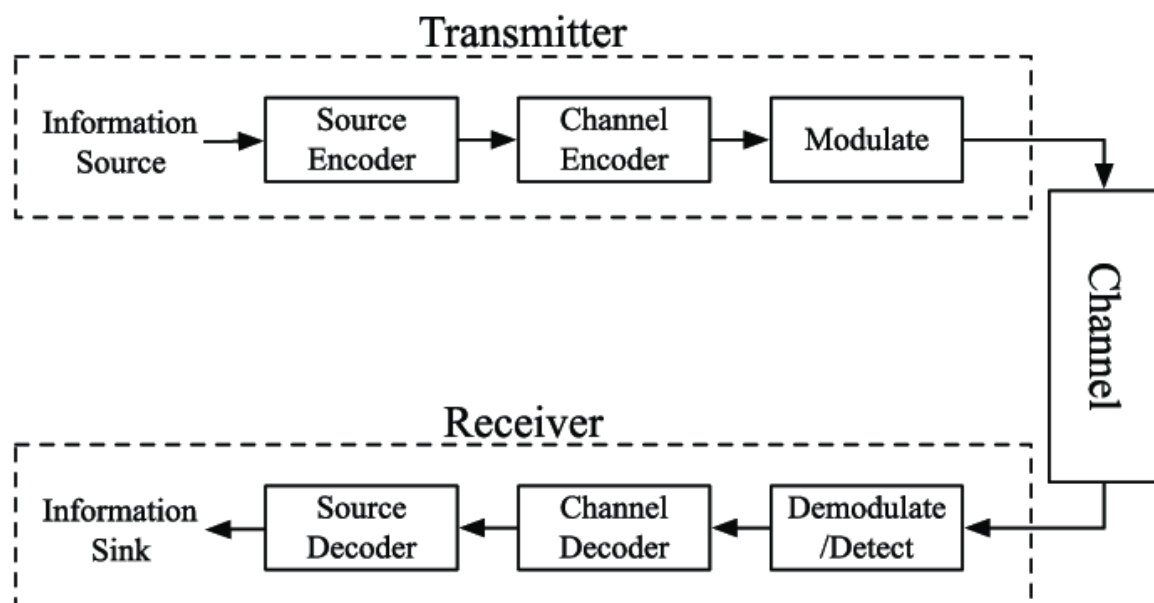 Transmitter
Information
Source
Source
Encoder
Channel
Encoder
Modulate
Channel
Receiver
Information
Sink
Source
Decoder
Channel
Decoder
Demodulate
/Detect